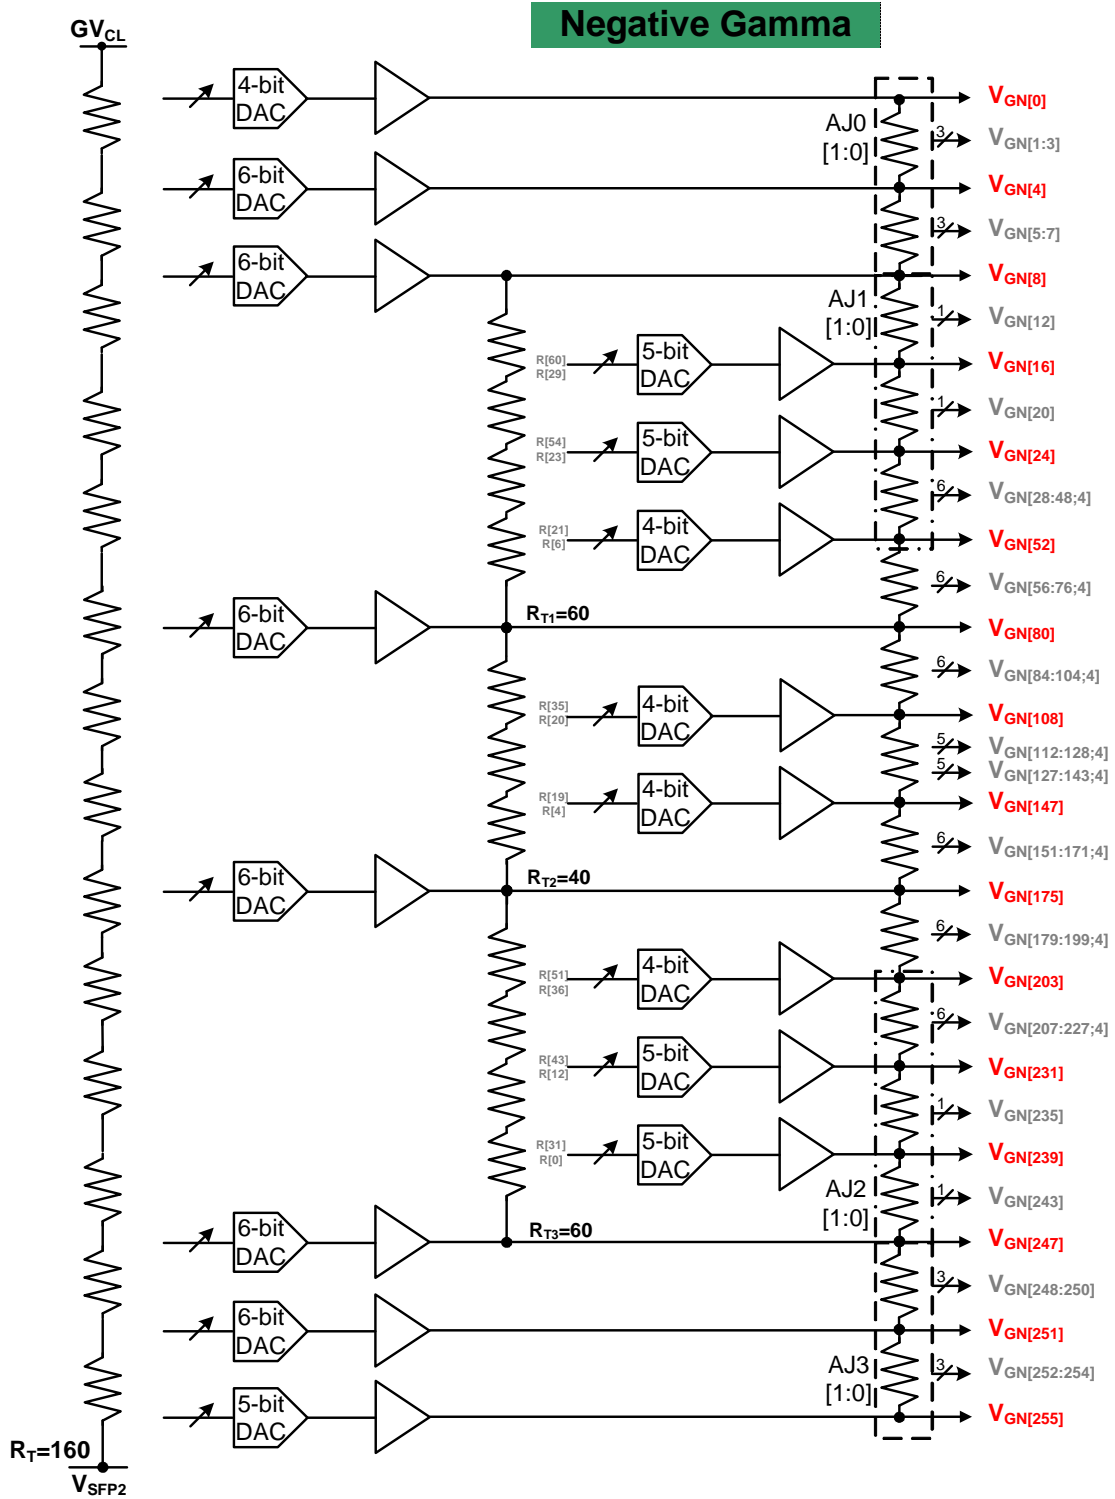 Negative Gamma
GVCL
4-bit
DAC
VGN[0]
AJ0
[1:0]
3
VGN[1:3]
6-bit
DAC
VGN[4]
3
VGN[5:7]
6-bit
DAC
VGN[8]
AJ1
[1:0]
1
VGN[12]
R[60]
R[29]
5-bit
DAC
VGN[16]
1
VGN[20]
R[54]
R[23]
5-bit
DAC
VGN[24]
6
VGN[28:48;4]
R[21]
R[6]
4-bit
DAC
VGN[52]
6
VGN[56:76;4]
6-bit
DAC
RT1=60
VGN[80]
6
VGN[84:104;4]
R[35]
R[20]
4-bit
DAC
VGN[108]
5
VGN[112:128;4]
5
VGN[127:143;4]
R[19]
R[4]
4-bit
DAC
VGN[147]
6
VGN[151:171;4]
6-bit
DAC
RT2=40
VGN[175]
6
VGN[179:199;4]
R[51]
R[36]
4-bit
DAC
VGN[203]
6
VGN[207:227;4]
R[43]
R[12]
5-bit
DAC
VGN[231]
1
VGN[235]
R[31]
R[0]
5-bit
DAC
VGN[239]
AJ2
[1:0]
1
VGN[243]
6-bit
DAC
RT3=60
VGN[247]
3
VGN[248:250]
6-bit
DAC
VGN[251]
AJ3
[1:0]
3
VGN[252:254]
5-bit
DAC
VGN[255]
RT=160
VSFP2